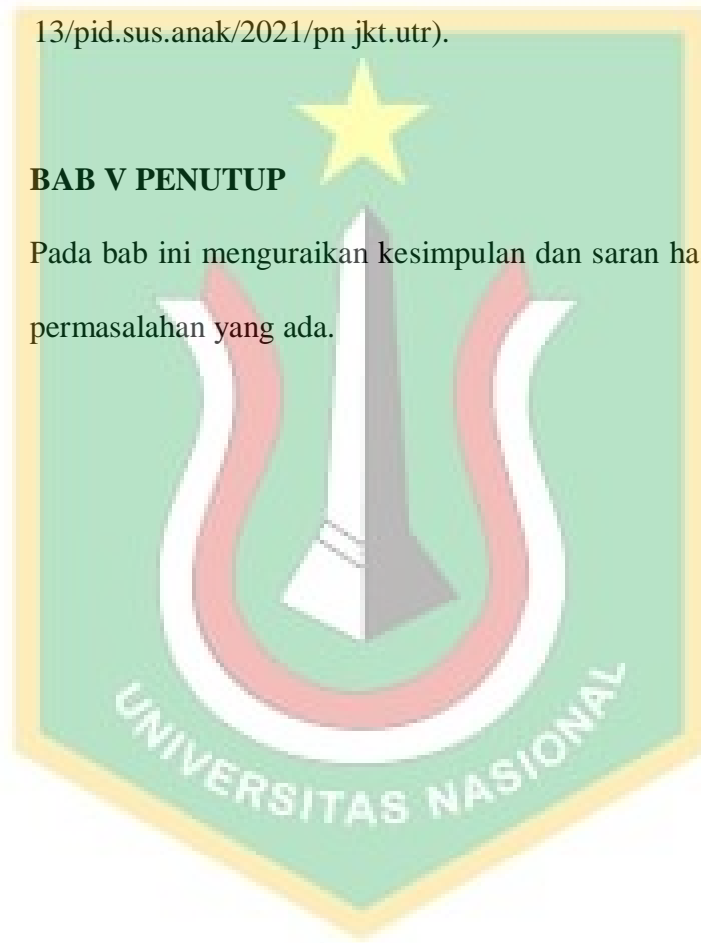 13/pid.sus.anak/2021/pn jkt.utr).
BAB V PENUTUP
Pada bab ini menguraikan kesimpulan dan saran ha
permasalahan yang ada.
UNIVERSITAS NASIONAL